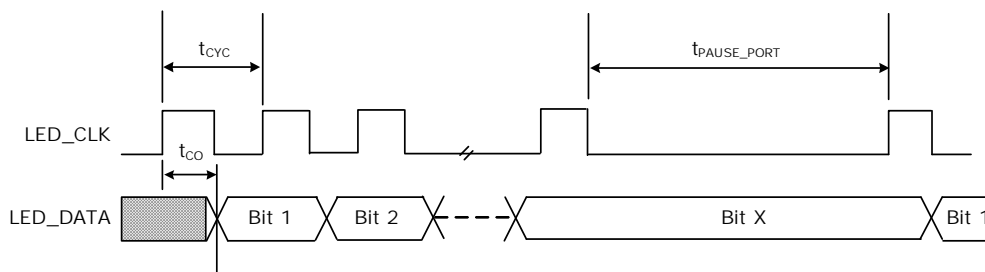 tCYC
tPAUSE_PORT
LED_CLK
tCO
LED_DATA
Bit 1
Bit 2
Bit X
Bit 1